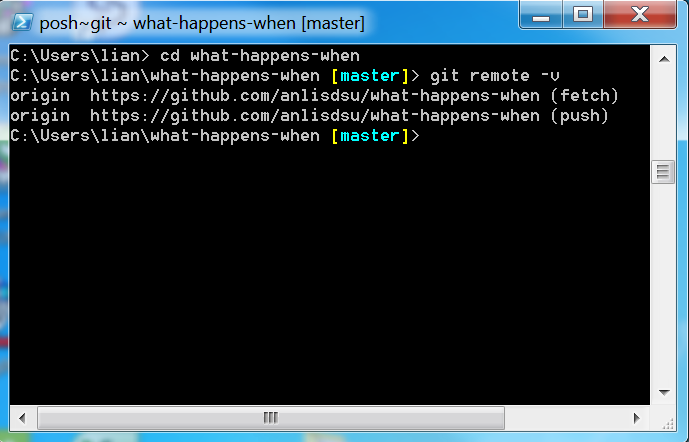 posh~git ~ what-happens-when [master]
C:\Users\lian> cd what-happens-when
C:\Users\lian\what-happens-when [master]> git remote -v
origin  https://github.com/anlisdsu/what-happens-when (fetch)
origin  https://github.com/anlisdsu/what-happens-when (push)
C:\Users\lian\what-happens-when [master]>